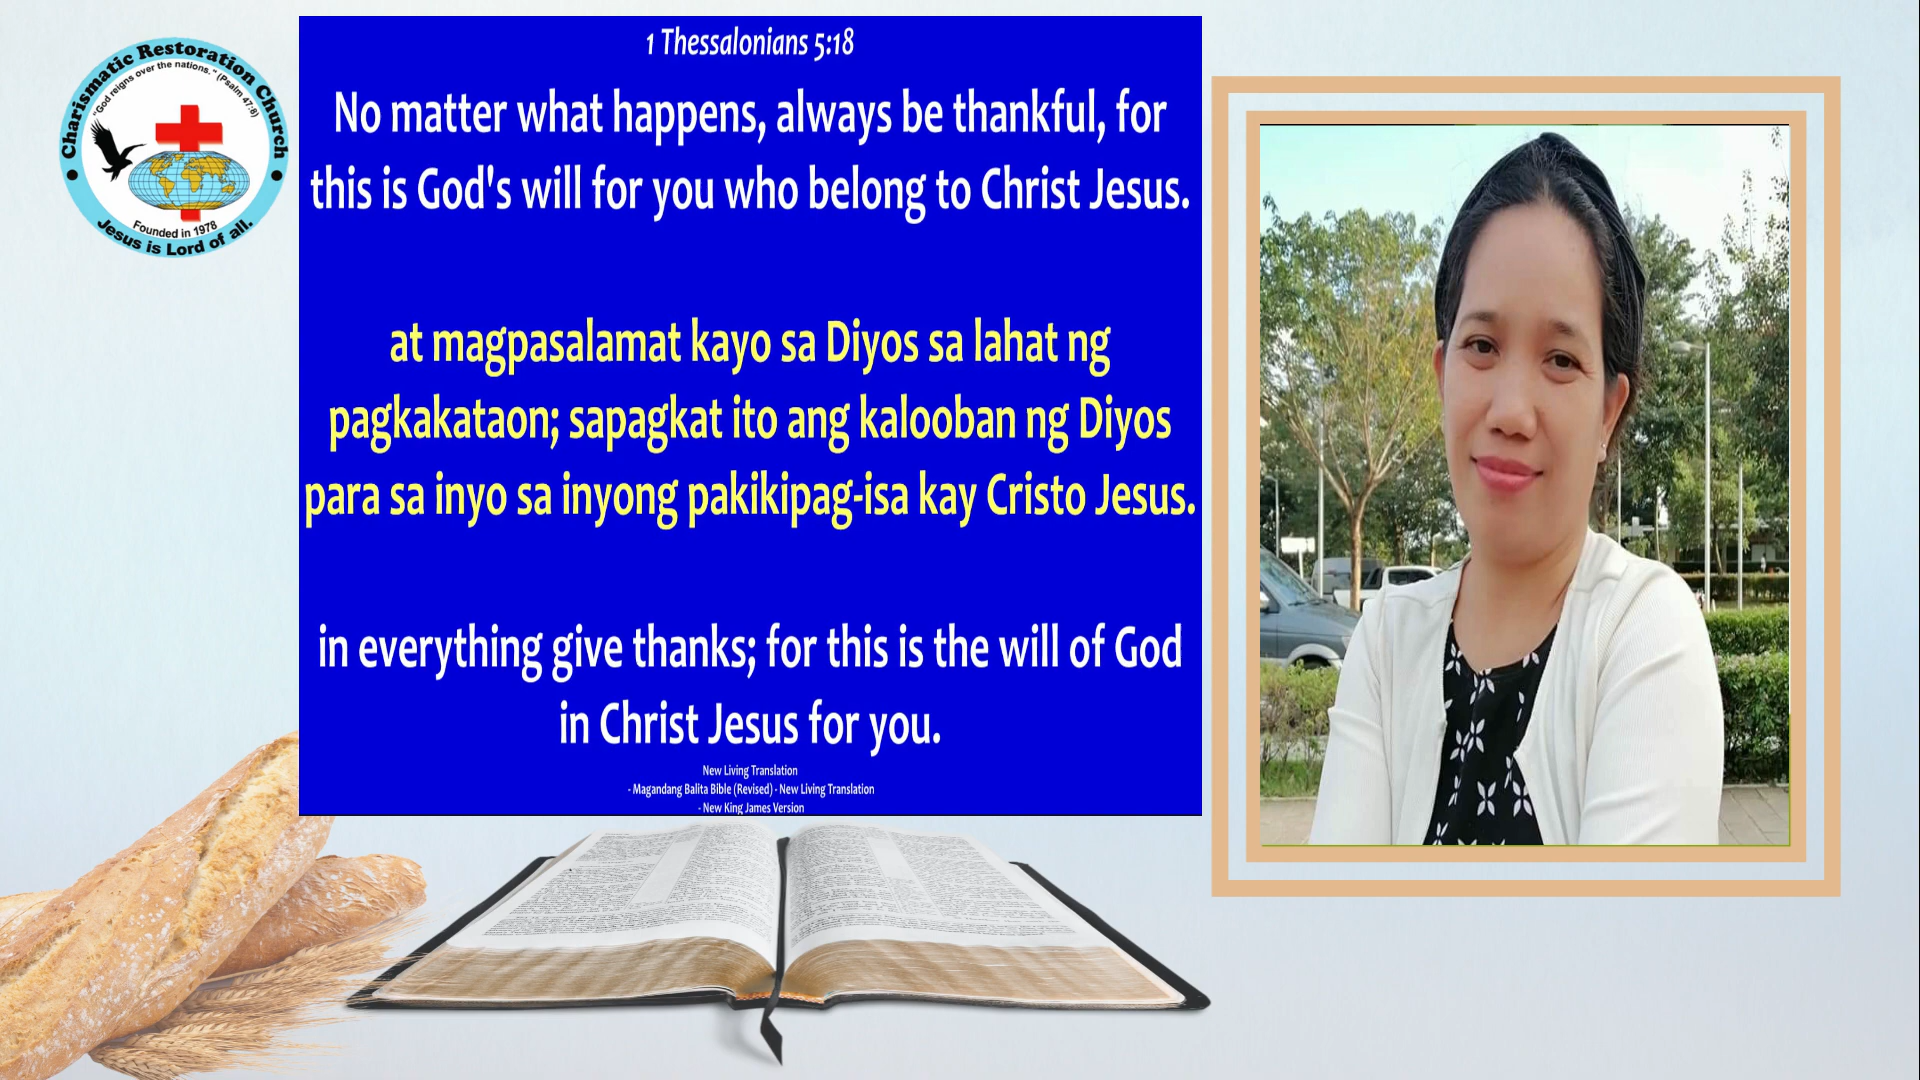 Charismatic Restoration Church
"God reigns over the nations." (Psalm 47:8)
Founded in 1978
Jesus is Lord of all.
1 Thessalonians 5:18
No matter what happens, always be thankful, for
this is God's will for you who belong to Christ Jesus.
at magpasalamat kayo sa Diyos sa lahat ng
pagkakataon; sapagkat ito ang kalooban ng Diyos
para sa inyo sa inyong pakikipag-isa kay Cristo Jesus.
in everything give thanks; for this is the will of God
in Christ Jesus for you.
New Living Translation
- Magandang Balita Bible (Revised) - New Living Translation
- New King James Version